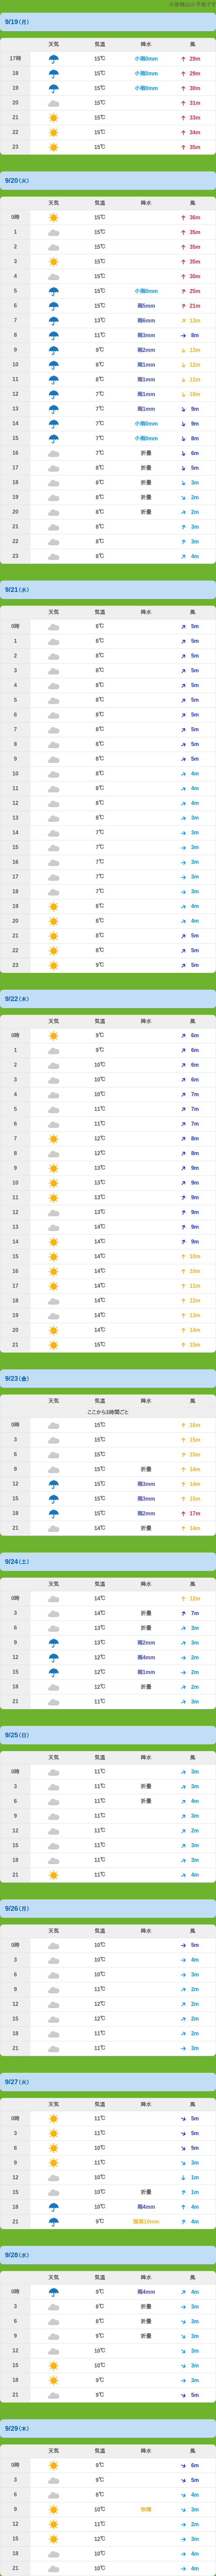 9/19(月)
天気 気温 降水 風
17時 15℃ 小雨0mm 29m
18 15℃ 小雨0mm 29m
19 15℃ 小雨0mm 30m
20 15℃ 31m
21 15℃ 33m
22 15℃ 34m
23 15℃ 35m
9/20(火)
天気 気温 降水 風
0時 15℃ 36m
1 15℃ 35m
2 15℃ 35m
3 15℃ 35m
4 15℃ 30m
5 15℃ 小雨0mm 25m
6 15℃ 雨5mm 21m
7 13℃ 雨6mm 13m
8 11℃ 雨3mm 8m
9 9℃ 雨2mm 13m
10 8℃ 雨1mm 12m
11 8℃ 雨1mm 11m
12 7℃ 雨1mm 10m
13 7℃ 雨1mm 9m
14 7℃ 小雨0mm 9m
15 7℃ 小雨0mm 8m
16 7℃ 折畳 6m
17 8℃ 折畳 5m
18 8℃ 折畳 3m
19 8℃ 折畳 2m
20 8℃ 折畳 2m
21 8℃ 3m
22 8℃ 3m
23 8℃ 4m
9/21(水)
天気 気温 降水 風
0時 8℃ 5m
1 8℃ 5m
2 8℃ 5m
3 8℃ 5m
4 8℃ 5m
5 8℃ 5m
6 8℃ 5m
7 8℃ 5m
8 8℃ 5m
9 8℃ 5m
10 8℃ 4m
11 8℃ 4m
12 8℃ 4m
13 8℃ 3m
14 7℃ 3m
15 7℃ 3m
16 7℃ 3m
17 7℃ 3m
18 7℃ 3m
19 8℃ 4m
20 8℃ 4m
21 8℃ 5m
22 8℃ 5m
23 9℃ 5m
9/22(木)
天気 気温 降水 風
0時 9℃ 6m
1 9℃ 6m
2 10℃ 6m
3 10℃ 6m
4 10℃ 7m
5 11℃ 7m
6 11℃ 7m
7 12℃ 8m
8 12℃ 8m
9 13℃ 9m
10 13℃ 9m
11 13℃ 9m
12 13℃ 9m
13 14℃ 9m
14 14℃ 9m
15 14℃ 10m
16 14℃ 10m
17 14℃ 11m
18 14℃ 12m
19 14℃ 13m
20 14℃ 14m
21 15℃ 15m
9/23(金)
天気 気温 降水 風
ここから3時間ごと
0時 15℃ 16m
3 15℃ 15m
6 15℃ 15m
9 15℃ 折畳 14m
12 15℃ 雨3mm 14m
15 15℃ 雨3mm 15m
18 15℃ 雨2mm 17m
21 14℃ 折畳 14m
9/24(土)
天気 気温 降水 風
0時 14℃ 12m
3 14℃ 折畳 7m
6 13℃ 折畳 3m
9 13℃ 雨2mm 3m
12 12℃ 雨4mm 2m
15 12℃ 雨1mm 2m
18 12℃ 折畳 2m
21 11℃ 3m
9/25(日)
天気 気温 降水 風
0時 11℃ 3m
3 11℃ 折畳 3m
6 11℃ 折畳 4m
9 11℃ 3m
12 11℃ 2m
15 11℃ 3m
18 11℃ 3m
21 11℃ 4m
9/26(月)
天気 気温 降水 風
0時 10℃ 5m
3 10℃ 4m
6 10℃ 3m
9 11℃ 2m
12 12℃ 2m
15 12℃ 2m
18 11℃ 2m
21 11℃ 3m
9/27(火)
天気 気温 降水 風
0時 11℃ 5m
3 11℃ 5m
6 10℃ 5m
9 11℃ 3m
12 10℃ 1m
15 10℃ 折畳 1m
18 10℃ 雨4mm 4m
21 9℃ 強雨10mm 4m
9/28(水)
天気 気温 降水 風
0時 9℃ 雨4mm 4m
3 8℃ 折畳 3m
6 8℃ 折畳 3m
9 9℃ 折畳 3m
12 10℃ 3m
15 10℃ 3m
18 9℃ 3m
21 9℃ 5m
9/29(木)
天気 気温 降水 風
0時 9℃ 6m
3 9℃ 5m
6 8℃ 4m
9 10℃ 3m
12 11℃ 2m
15 12℃ 3m
18 10℃ 4m
21 10℃ 4m